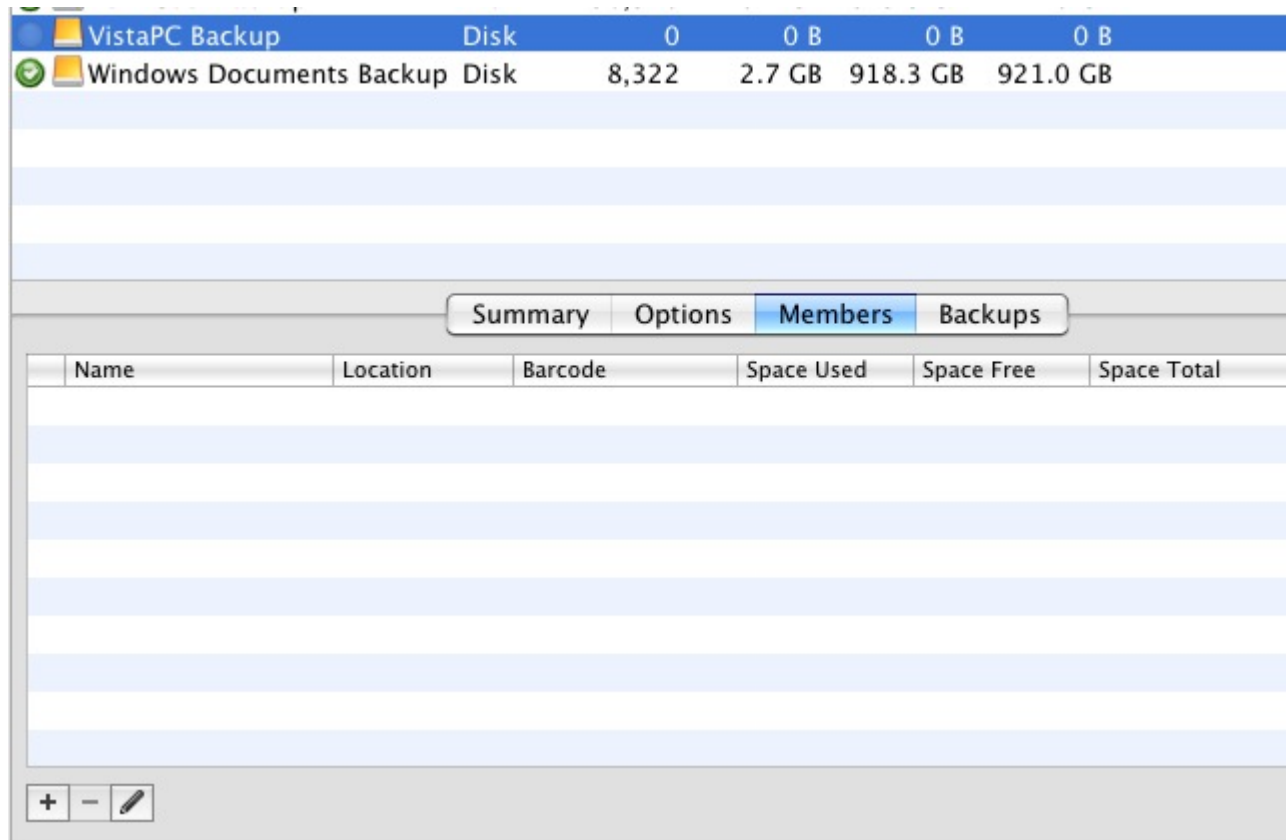 VistaPC Backup Disk 0 0 B 0 B 0 B
Windows Documents Backup Disk 8,322 2.7 GB 918.3 GB 921.0 GB
Summary Options Members Backups
Name Location Barcode Space Used Space Free Space Total